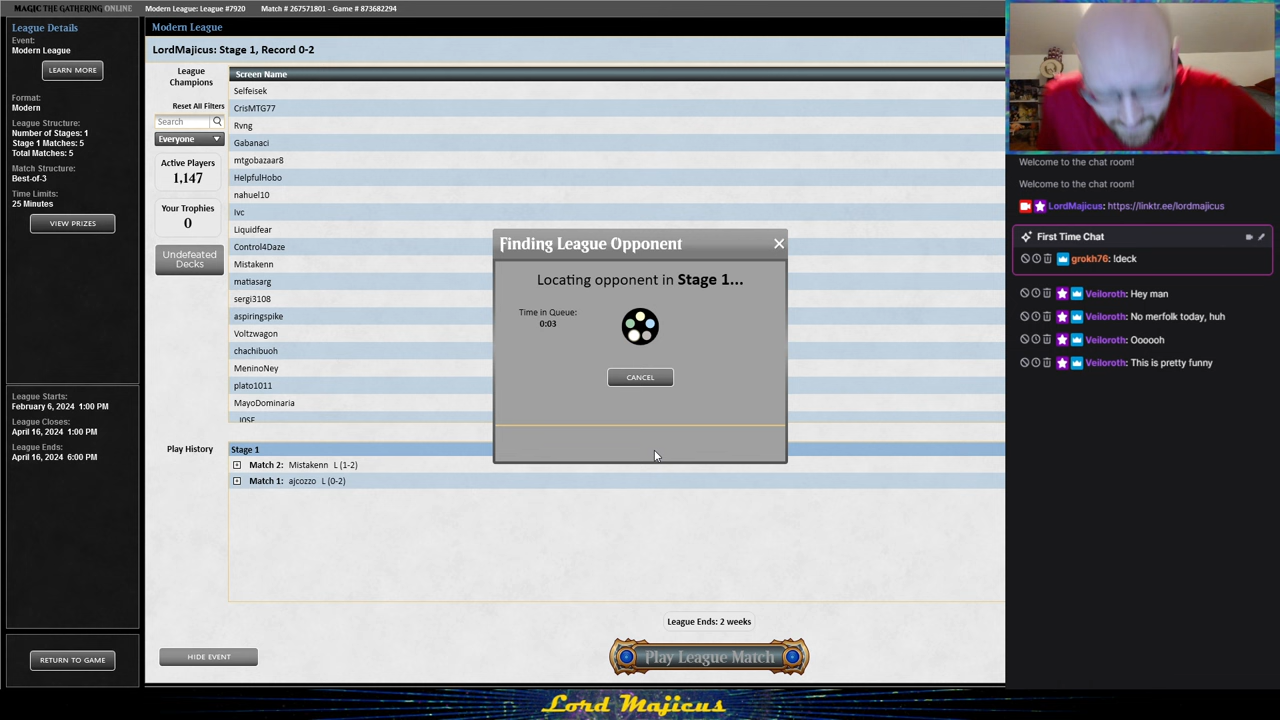 MAGIC THE GATHERING ONLINE
Modern League: League #7920
Match # 267571801 - Game # 873682294
League Details
Event:
Modern League
LEARN MORE
Format:
Modern
League Structure:
Number of Stages: 1
Stage 1 Matches: 5
Total Matches: 5
Match Structure:
Best-of-3
Time Limits:
25 Minutes
VIEW PRIZES
League Starts:
February 6, 2024 1:00 PM
League Closes:
April 16, 2024 1:00 PM
League Ends:
April 16, 2024 6:00 PM
RETURN TO GAME
Modern League
LordMajicus: Stage 1, Record 0-2
League
Champions
Reset All Filters
Search
Everyone
Active Players
1,147
Your Trophies
0
Undefeated
Decks
Screen Name
Selfeisek
CrisMTG77
Rvng
Gabanaci
mtgobazaar8
HelpfulHobo
nahuel10
lvc
Liquidfear
Control4Daze
Mistakenn
matiasarg
sergi3108
aspiringspike
Voltzwagon
chachibuoh
MeninoNey
plato1011
MayoDominaria
Finding League Opponent
Locating opponent in Stage 1...
Time in Queue:
0:03
CANCEL
Play History
Stage 1
Match 2: Mistakenn L (1-2)
Match 1: ajcozzo L (0-2)
League Ends: 2 weeks
HIDE EVENT
Play League Match
Welcome to the chat room!
Welcome to the chat room!
LordMajicus: https://linktr.ee/lordmajicus
First Time Chat
grokh76: !deck
Veiloroth: Hey man
Veiloroth: No merfolk today, huh
Veiloroth: Oooooh
Veiloroth: This is pretty funny
Lord Majicus